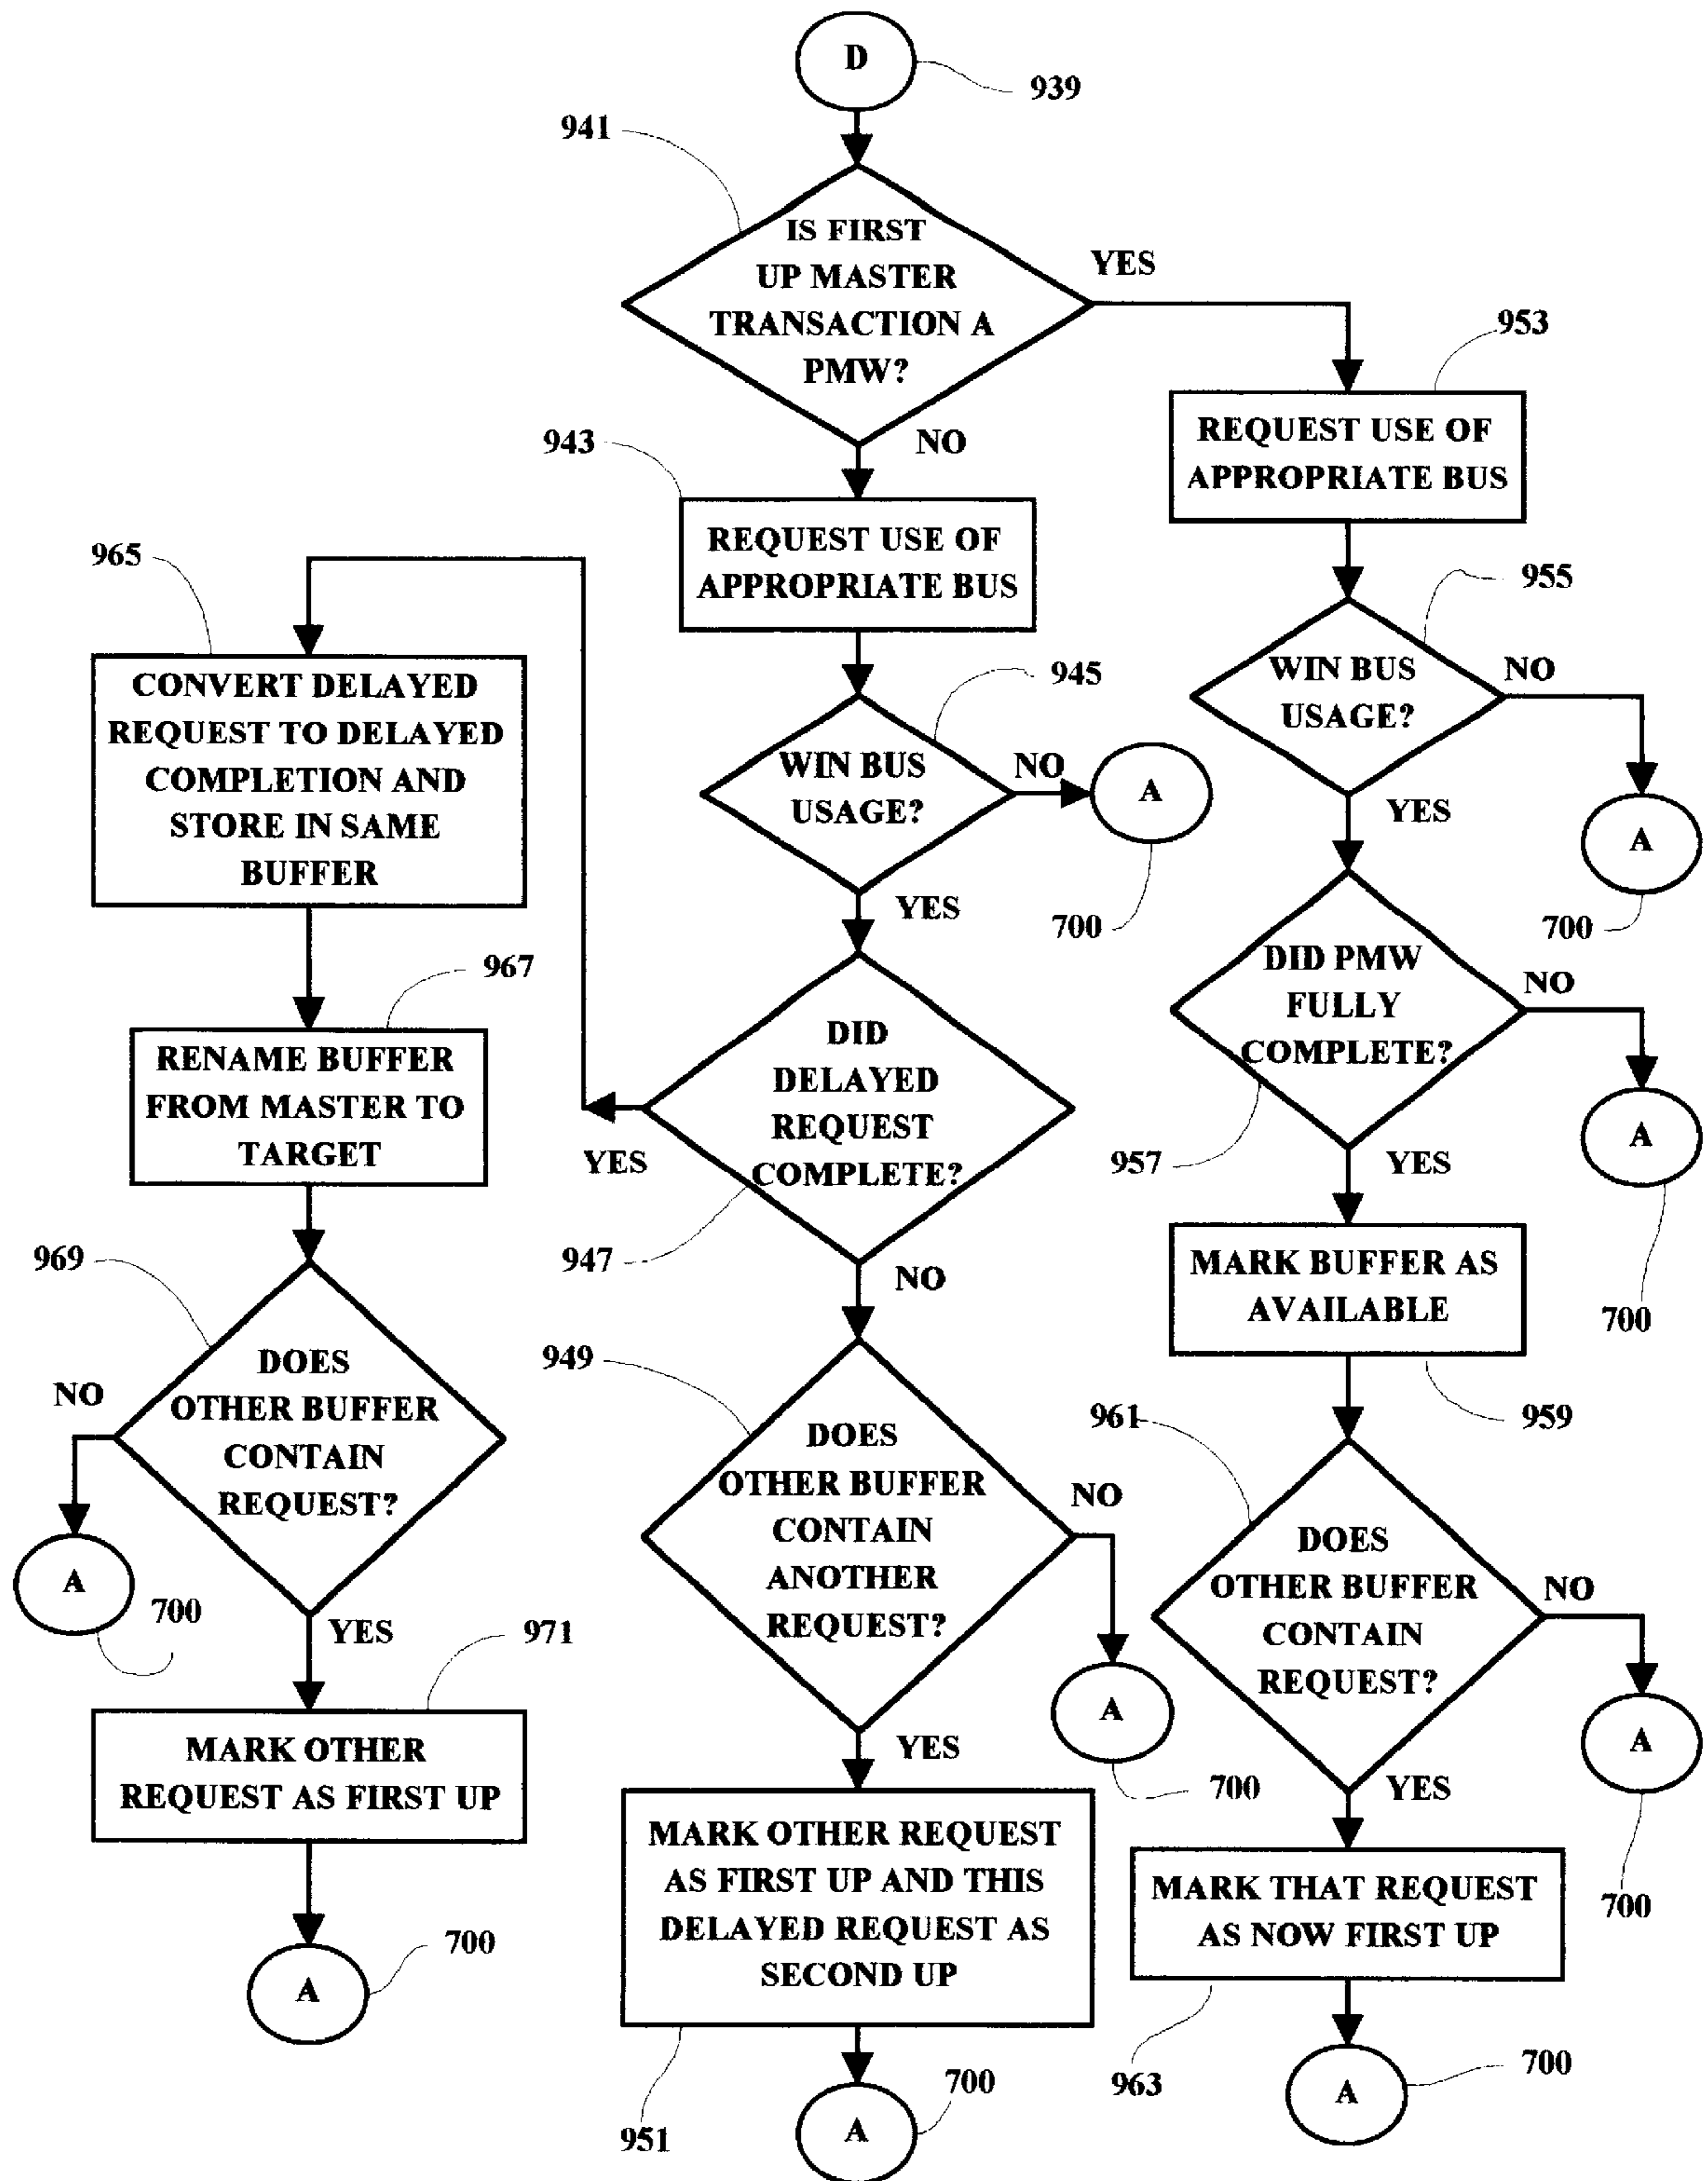 D
939
941
IS FIRST
UP MASTER
TRANSACTION A
PMW?
YES
NO
953
REQUEST USE OF
APPROPRIATE BUS
943
REQUEST USE OF
APPROPRIATE BUS
955
WIN BUS
USAGE?
NO
YES
A
700
945
WIN BUS
USAGE?
NO
A
700
YES
965
CONVERT DELAYED
REQUEST TO DELAYED
COMPLETION AND
STORE IN SAME
BUFFER
967
RENAME BUFFER
FROM MASTER TO
TARGET
DID
DELAYED
REQUEST
COMPLETE?
YES
947
NO
DID PMW
FULLY
COMPLETE?
NO
957
YES
A
700
MARK BUFFER AS
AVAILABLE
959
969
DOES
OTHER BUFFER
CONTAIN
REQUEST?
NO
A
700
YES
971
MARK OTHER
REQUEST AS FIRST UP
700
A
949
DOES
OTHER BUFFER
CONTAIN
ANOTHER
REQUEST?
NO
A
700
YES
MARK OTHER REQUEST
AS FIRST UP AND THIS
DELAYED REQUEST AS
SECOND UP
951
700
A
961
DOES
OTHER BUFFER
CONTAIN
REQUEST?
NO
A
700
YES
MARK THAT REQUEST
AS NOW FIRST UP
963
700
A